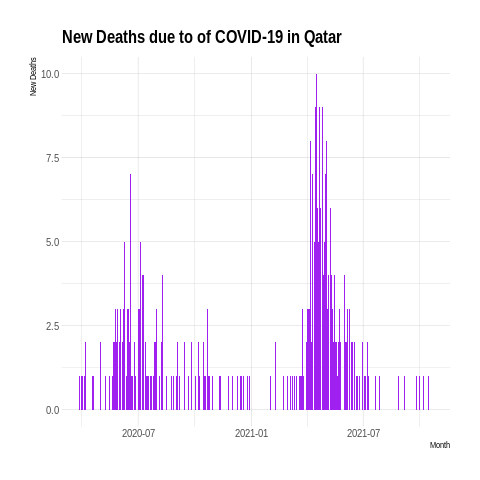 New Deaths due to of COVID-19 in Qatar
New Deaths
10.0
7.5
5.0
2.5
0.0
2020-07
2021-01
2021-07
Month